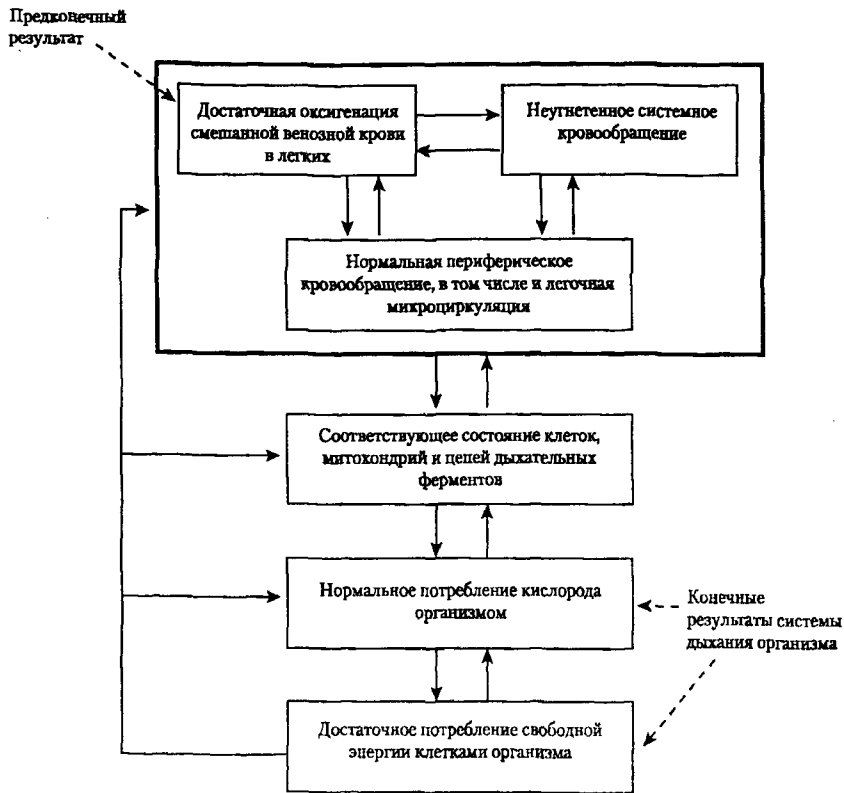 Предконечный
результат
Достаточная оксигенация
смешанной венозной крови
в легких
Неугнетенное системное
кровообращение
Нормальная периферическое
кровообращение, в том числе и легочная
микроциркуляция
Соответствующее состояние клеток,
митохондрий и цепей дыхательных
ферментов
Нормальное потребление кислорода
организмом
Конечные
результаты системы
дыхания организма
Достаточное потребление свободной
энергии клетками организма